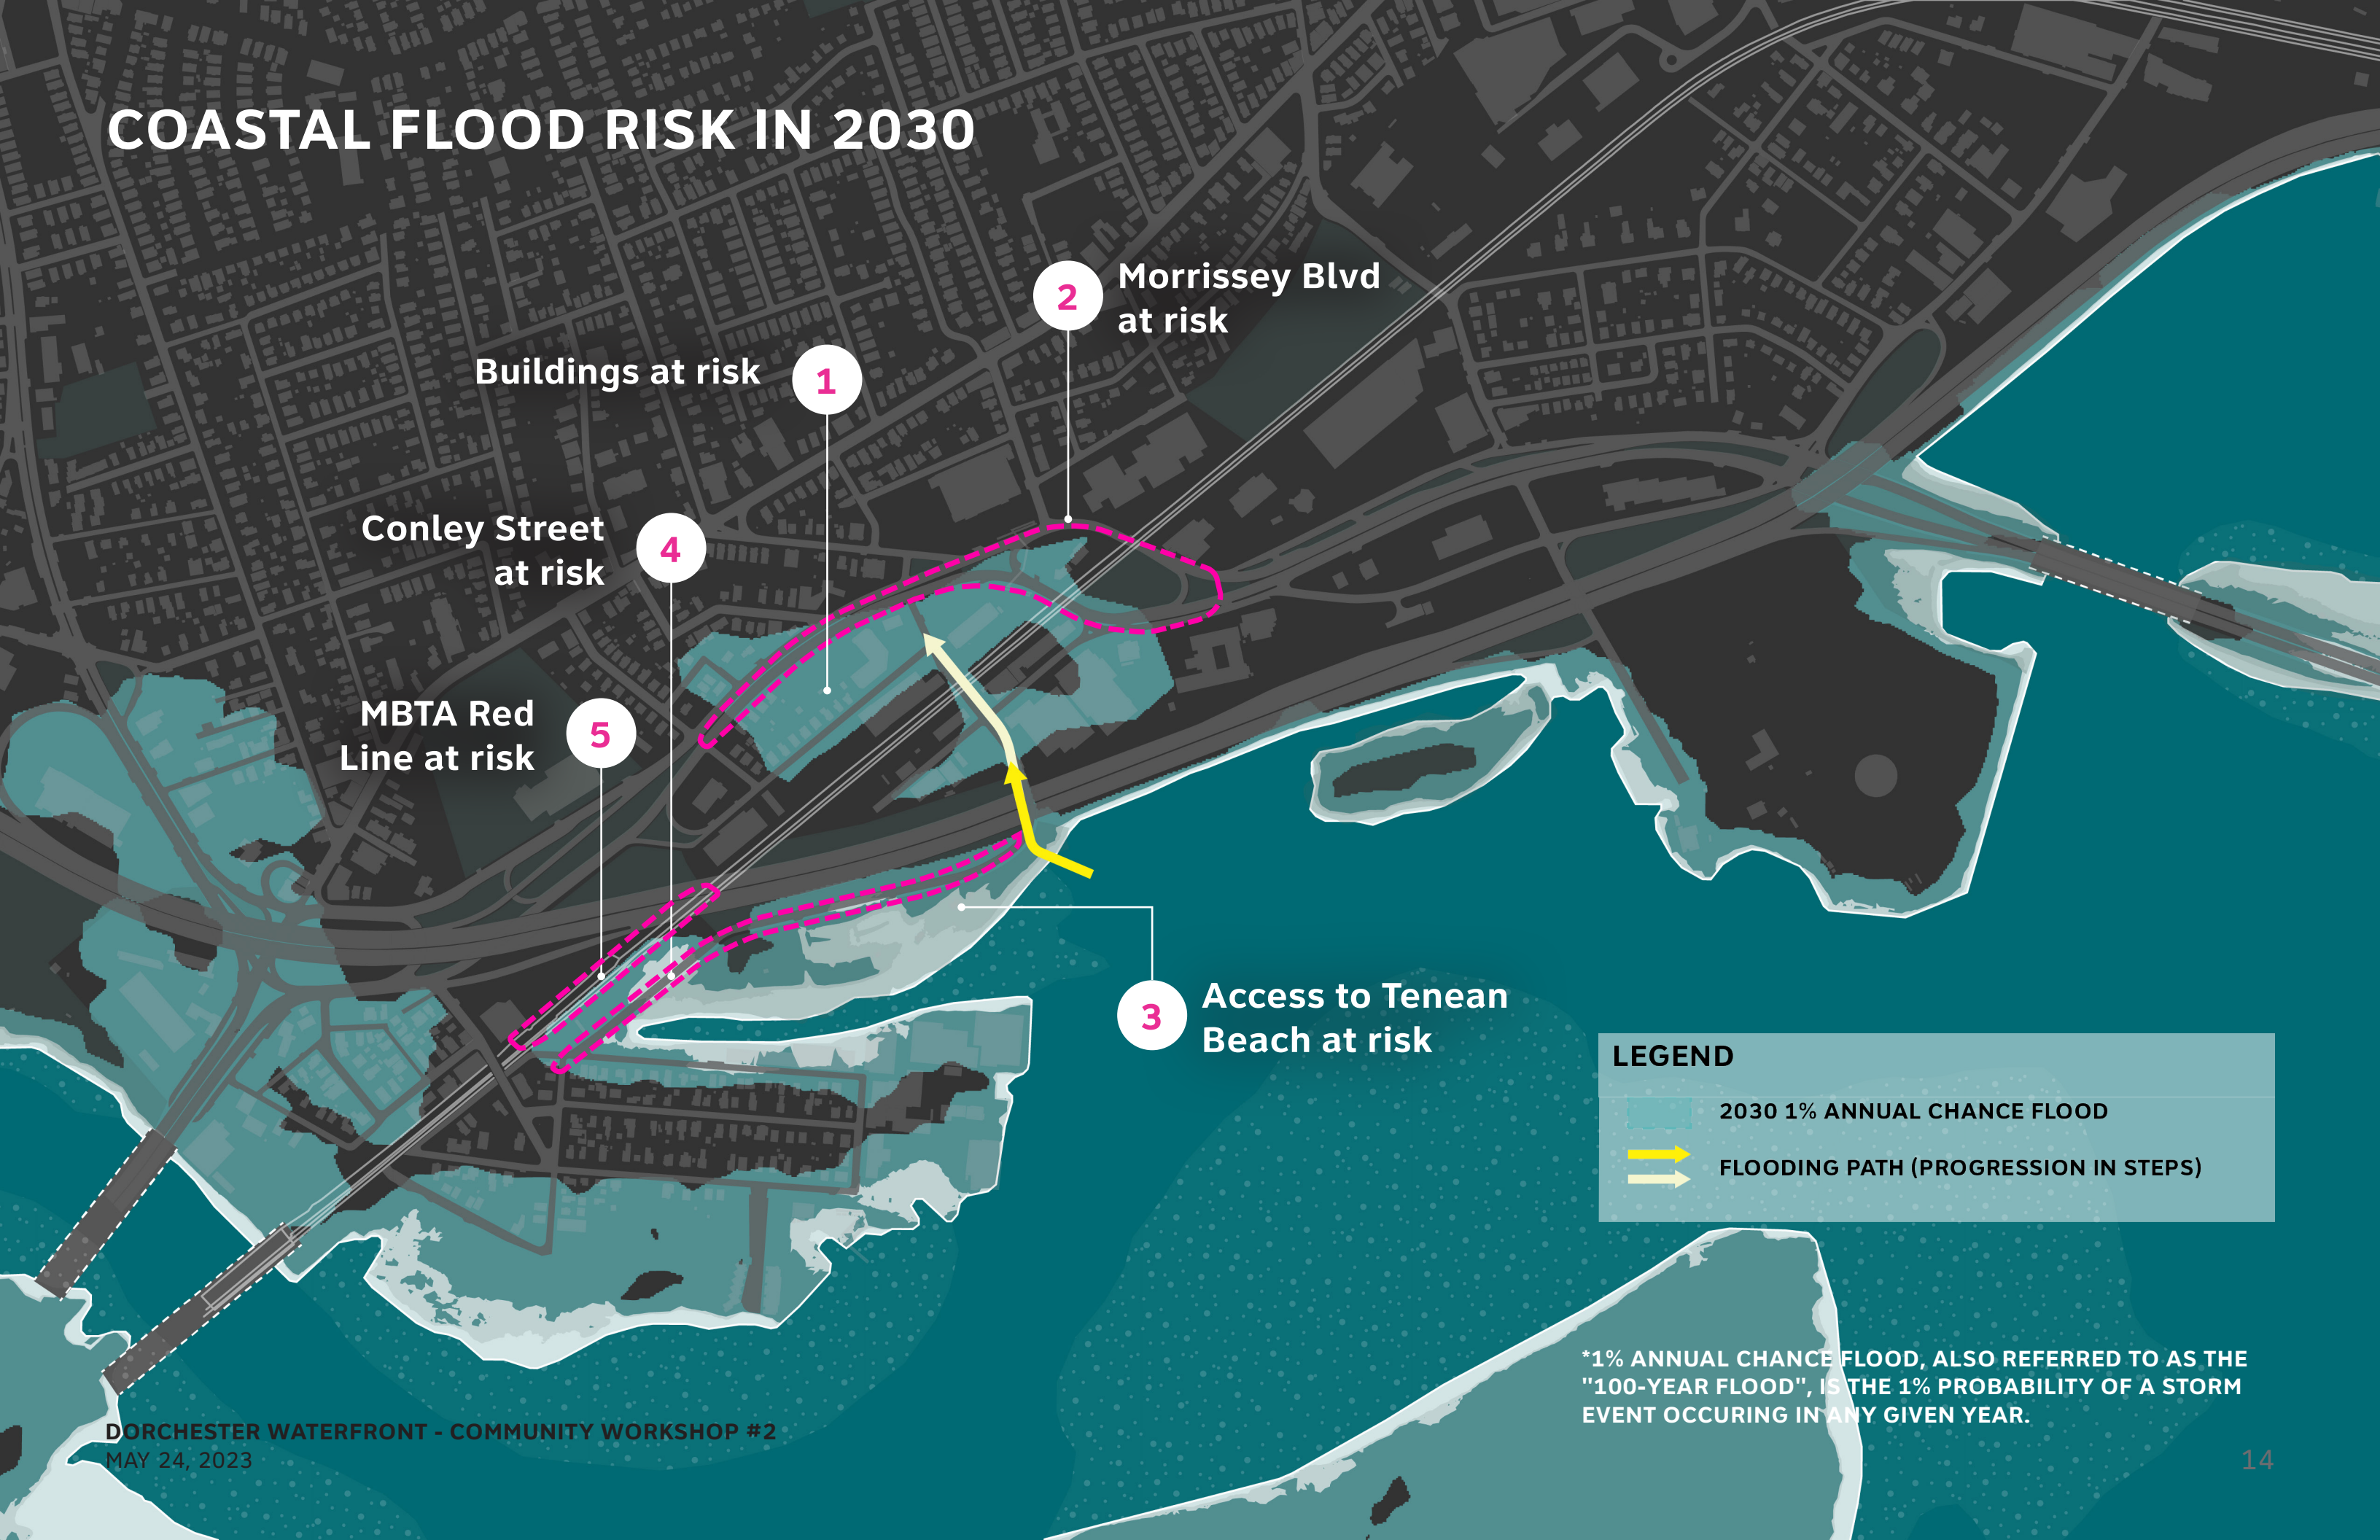 COASTAL FLOOD RISK IN 2030
2
Morrissey Blvd
at risk
Buildings at risk
1
Conley Street
at risk
4
MBTA Red
Line at risk
5
3
Access to Tenean
Beach at risk
LEGEND
2030 1% ANNUAL CHANCE FLOOD
FLOODING PATH (PROGRESSION IN STEPS)
*1% ANNUAL CHANCE FLOOD, ALSO REFERRED TO AS THE
"100-YEAR FLOOD", IS THE 1% PROBABILITY OF A STORM
EVENT OCCURING IN ANY GIVEN YEAR.
DORCHESTER WATERFRONT - COMMUNITY WORKSHOP #2
MAY 24, 2023
14